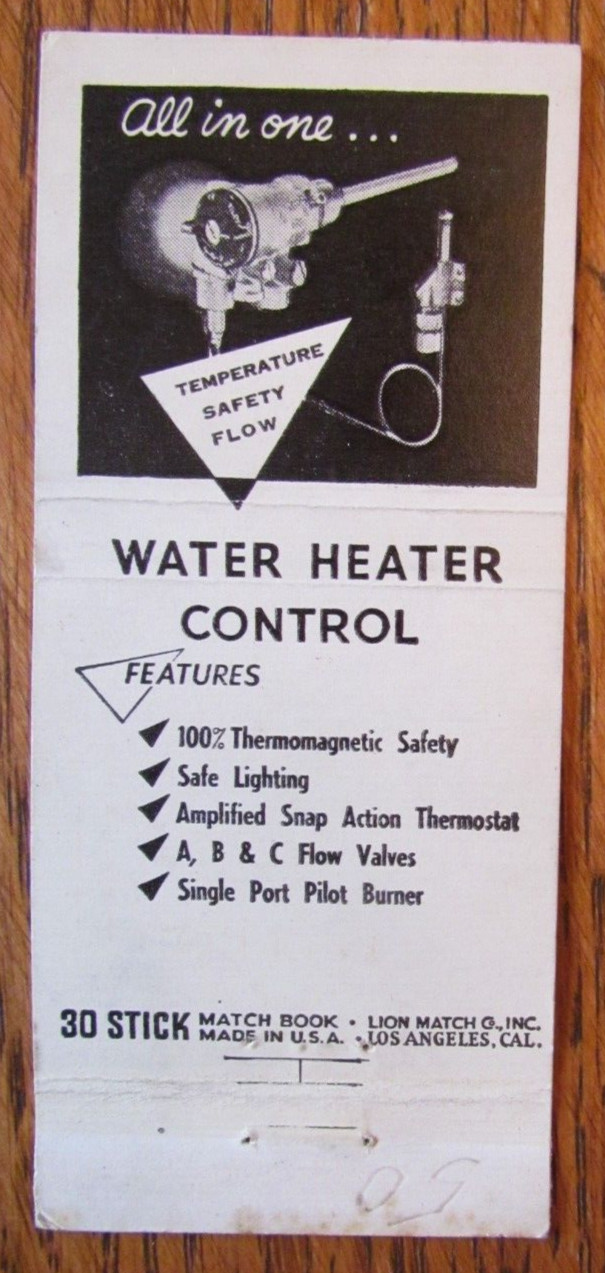 All in one...
TEMPERATURE
SAFETY
FLOW
WATER HEATER
CONTROL
FEATURES
100% Thermomagnetic Safety
Safe Lighting
Amplified Snap Action Thermostat
A, B & C Flow Valves
Single Port Pilot Burner
30 STICK MATCH BOOK • LION MATCH CO., INC.
MADE IN U.S.A. • LOS ANGELES, CAL.